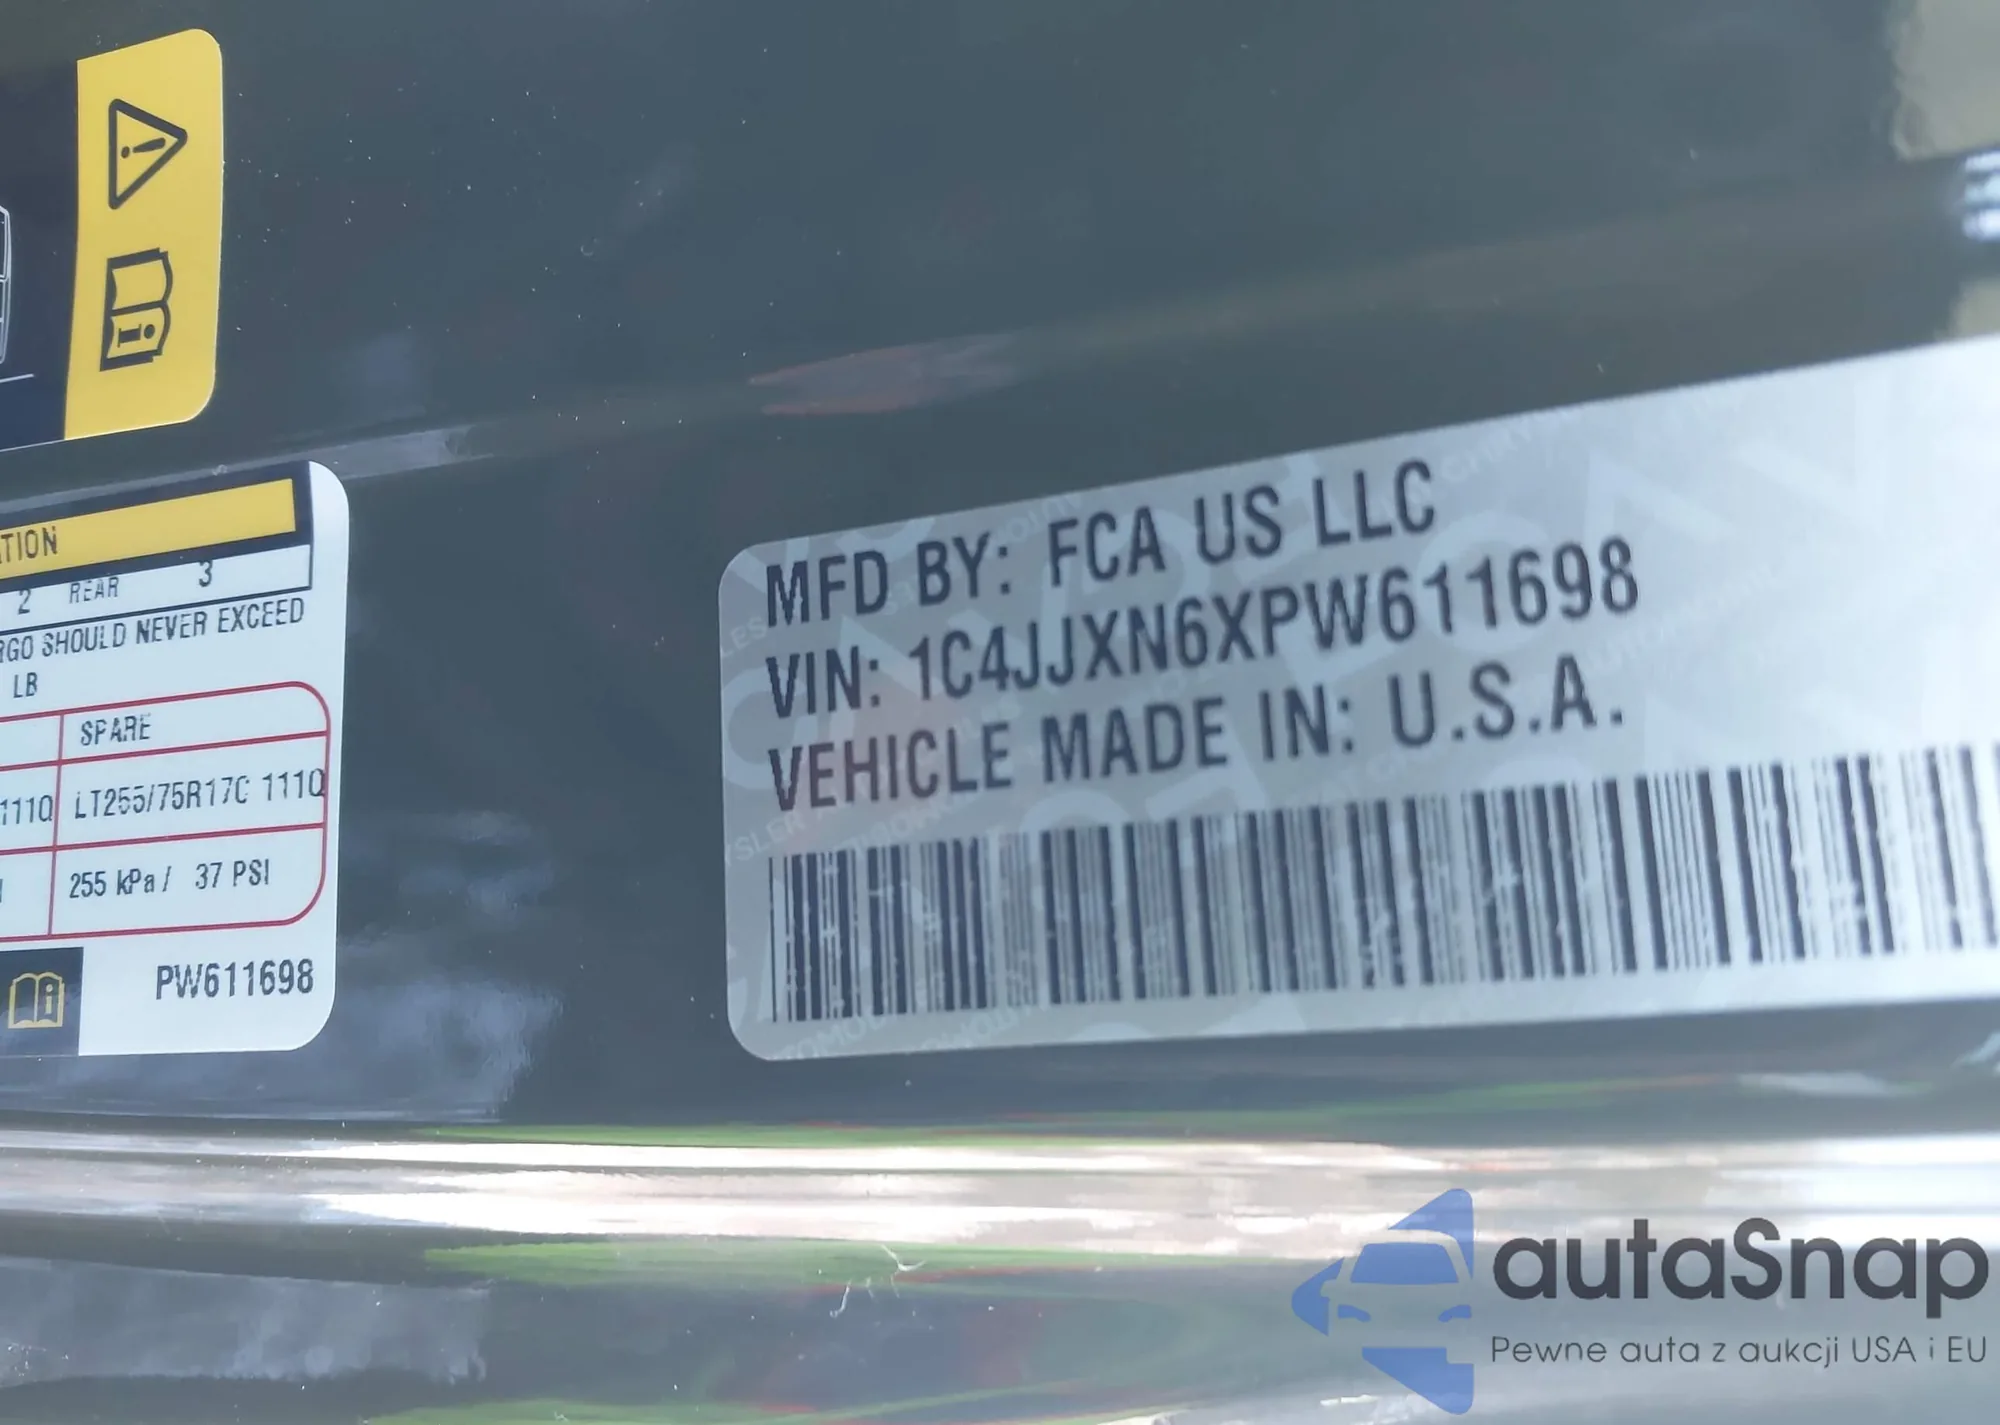 ATION
2 REAR 3
RGO SHOULD NEVER EXCEED
LB
SPARE
111Q LT255/75R17C 111Q
255 kPa / 37 PSI
PW611698
MFD BY: FCA US LLC
VIN: 1C4JJXN6XPW611698
VEHICLE MADE IN: U.S.A.
autaSnap
Pewne auta z aukcji USA i EU